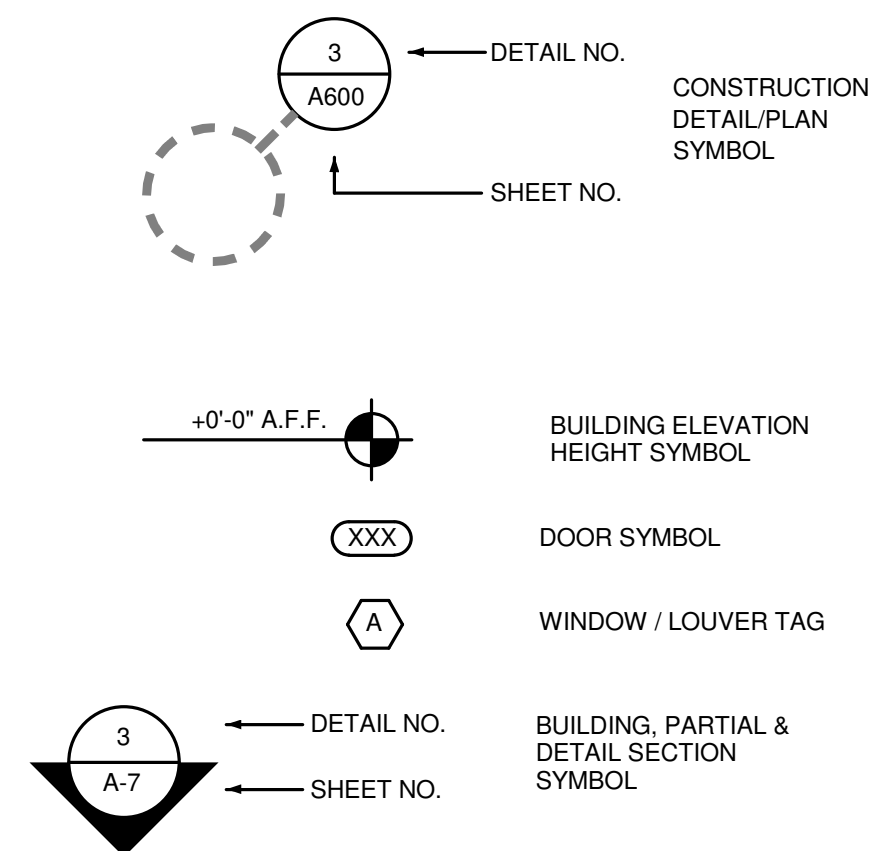 3
DETAIL NO.
A600
CONSTRUCTION
DETAIL/PLAN
SYMBOL
SHEET NO.
+0'-0" A.F.F.
BUILDING ELEVATION
HEIGHT SYMBOL
XXX
DOOR SYMBOL
A
WINDOW / LOUVER TAG
3
DETAIL NO.
A-7
SHEET NO.
BUILDING, PARTIAL &
DETAIL SECTION
SYMBOL